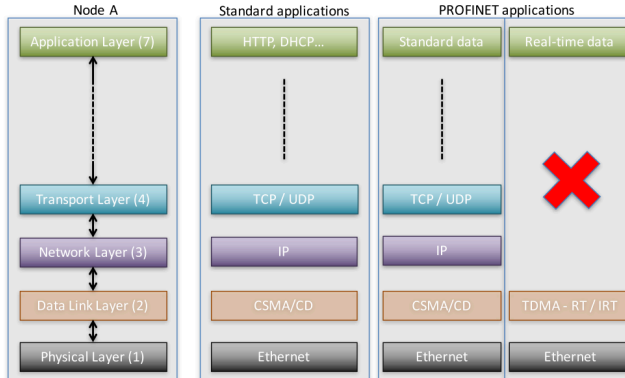 Node A
Standard applications
PROFINET applications
Application Layer (7)
HTTP, DHCP...
Standard data
Real-time data
Transport Layer (4)
TCP / UDP
TCP / UDP
Network Layer (3)
IP
IP
Data Link Layer (2)
CSMA/CD
CSMA/CD
TDMA - RT / IRT
Physical Layer (1)
Ethernet
Ethernet
Ethernet